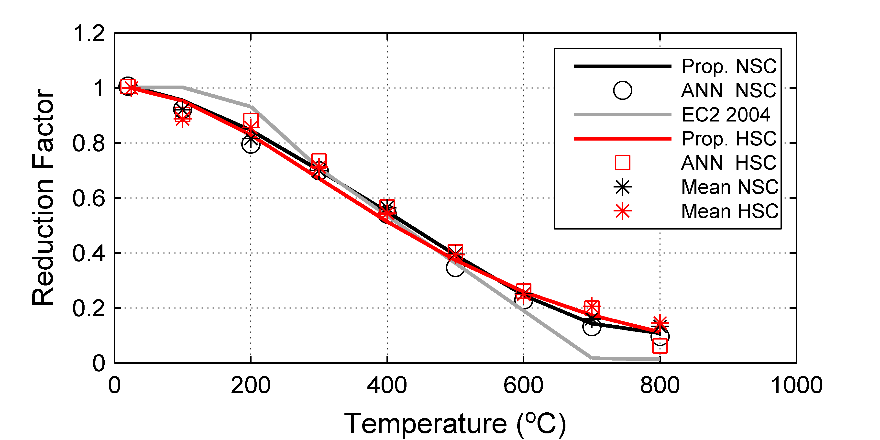 1.2
1
0.8
0.6
0.4
0.2
0
0 200 400 600 800 1000
Reduction Factor
Temperature (ºC)
Prop. NSC
ANN NSC
EC2 2004
Prop. HSC
ANN HSC
Mean NSC
Mean HSC